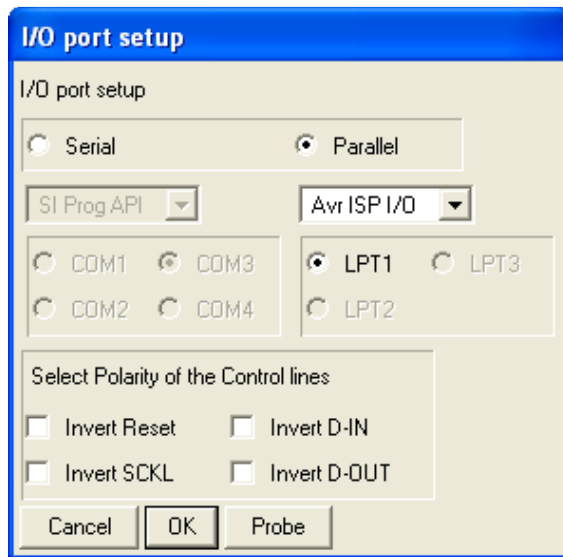 I/O port setup
I/O port setup
Serial Parallel
SI Prog API Avr ISP I/O
COM1 COM3 LPT1 LPT3
COM2 COM4 LPT2
Select Polarity of the Control lines
Invert Reset Invert D-IN
Invert SCKL Invert D-OUT
Cancel OK Probe